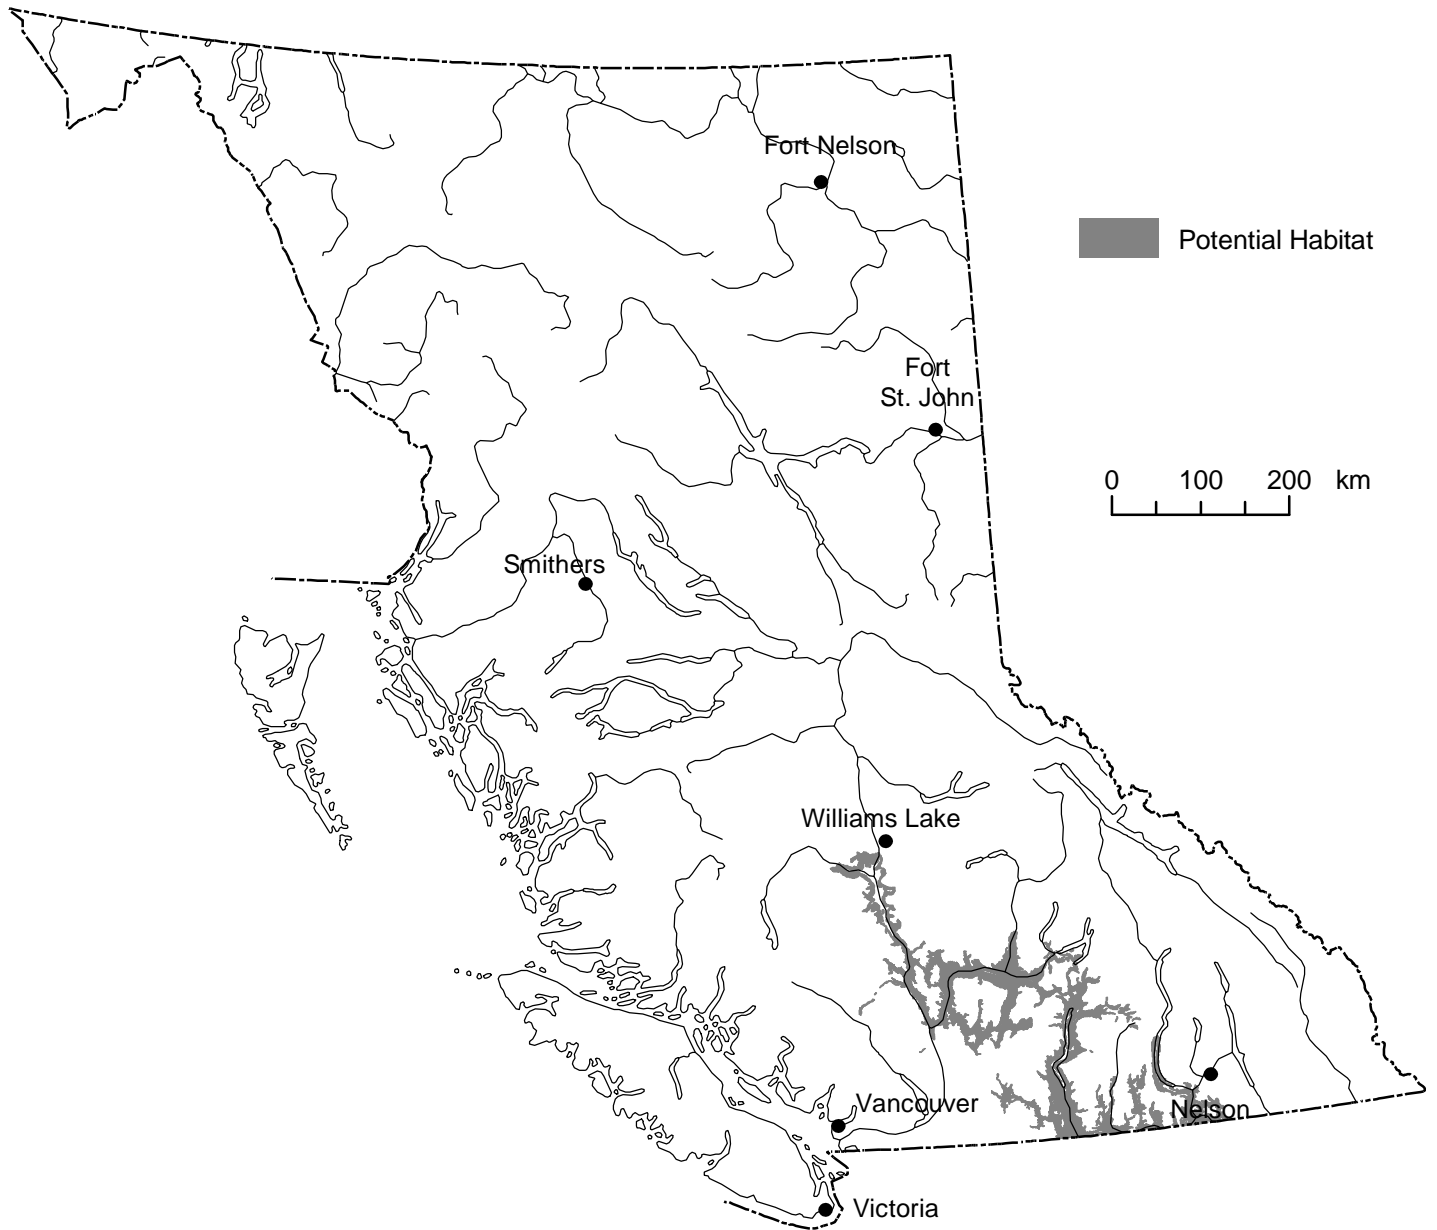 Fort Nelson
Potential Habitat
Fort
St. John
0 100 200 km
Smithers
Williams Lake
Vancouver
Nelson
Victoria